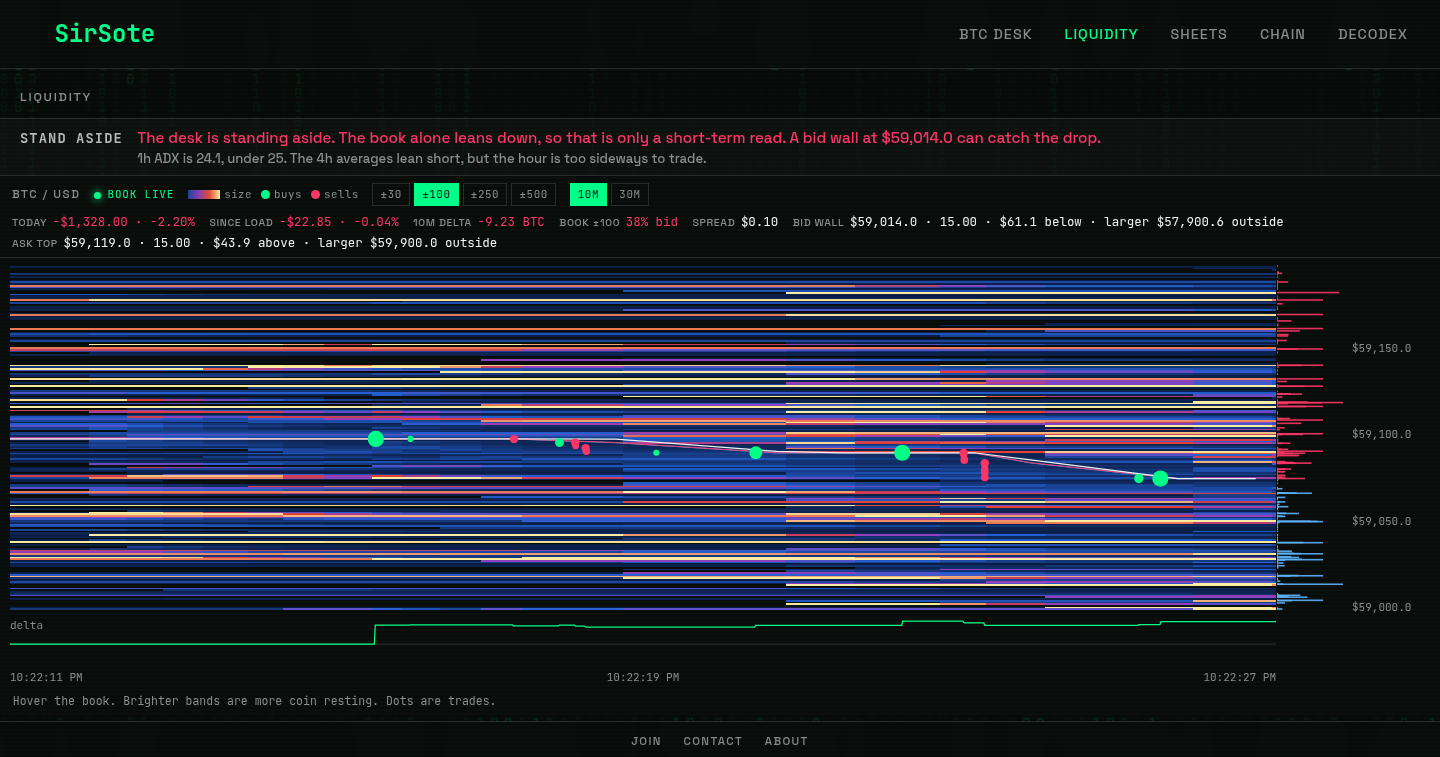 SirSote
BTC DESK LIQUIDITY SHEETS CHAIN DECODEX
LIQUIDITY
STAND ASIDE The desk is standing aside. The book alone leans down, so that is only a short-term read. A bid wall at $59,014.0 can catch the drop.
1h ADX is 24.1, under 25. The 4h averages lean short, but the hour is too sideways to trade.
BTC / USD BOOK LIVE size buys sells ±30 ±100 ±250 ±500 10M 30M
TODAY -$1,328.00 · -2.20% SINCE LOAD -$22.85 · -0.04% 10M DELTA -9.23 BTC BOOK ±100 38% bid SPREAD $0.10 BID WALL $59,014.0 · 15.00 · $61.1 below · larger $57,900.6 outside
ASK TOP $59,119.0 · 15.00 · $43.9 above · larger $59,900.0 outside
$59,150.0
$59,100.0
$59,050.0
$59,000.0
delta
10:22:11 PM 10:22:19 PM 10:22:27 PM
Hover the book. Brighter bands are more coin resting. Dots are trades.
JOIN CONTACT ABOUT